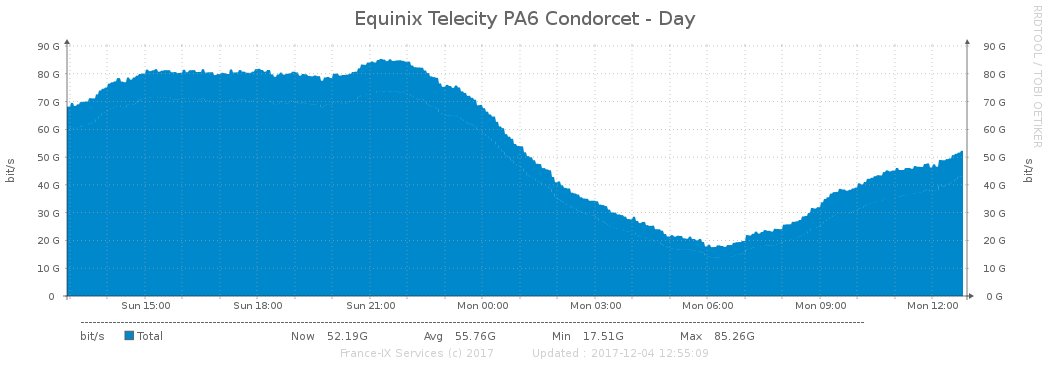 Equinix Telecity PA6 Condorcet - Day
RRDTOOL / TOBI OETIKER
bit/s
90 G
80 G
70 G
60 G
50 G
40 G
30 G
20 G
10 G
0
90 G
80 G
70 G
60 G
50 G
40 G
30 G
20 G
10 G
0 G
bit/s
Sun 15:00 Sun 18:00 Sun 21:00 Mon 00:00 Mon 03:00 Mon 06:00 Mon 09:00 Mon 12:00
bit/s Total Now 52.19G Avg 55.76G Min 17.51G Max 85.26G
France-IX Services (c) 2017 Updated : 2017-12-04 12:55:09